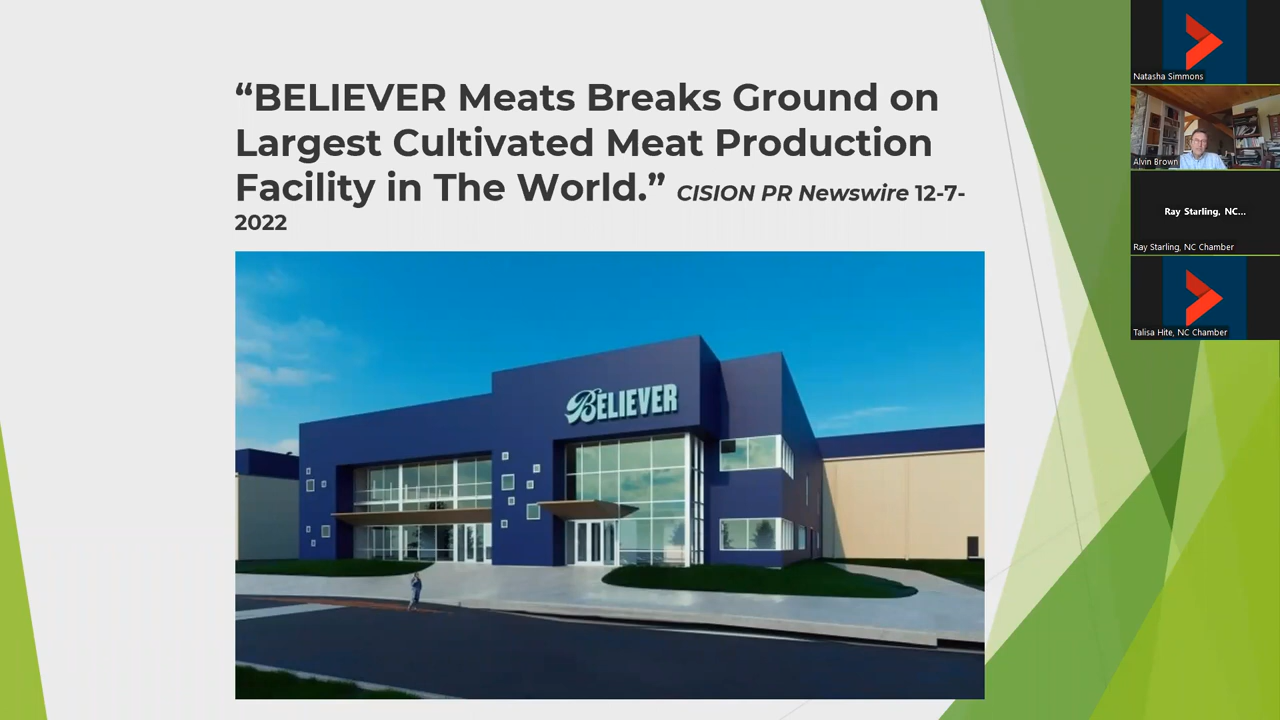 “BELIEVER Meats Breaks Ground on
Largest Cultivated Meat Production
Facility in The World.” CISION PR Newswire 12-7-
2022
BELIEVER
Natasha Simmons
Alvin Brown
Ray Starling, NC...
Ray Starling, NC Chamber
Talisa Hite, NC Chamber